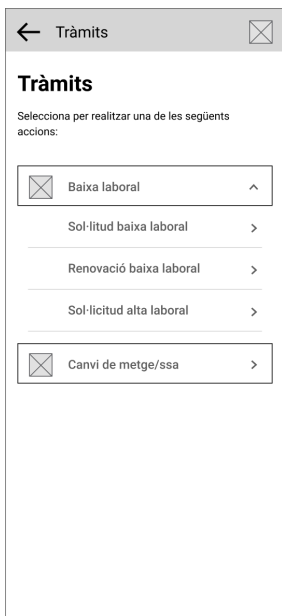 Tràmits
Tràmits
Selecciona per realitzar una de les següents
accions:
Baixa laboral
Sol·litud baixa laboral
Renovació baixa laboral
Sol·licitud alta laboral
Canvi de metge/ssa